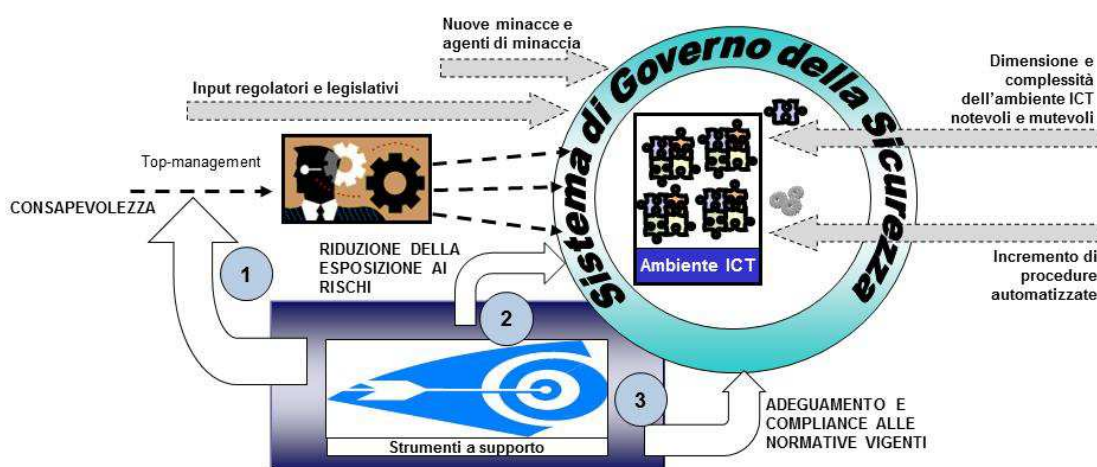 Nuove minacce e
agenti di minaccia
Input regolatori e legislativi
Top-management
CONSAPEVOLEZZA
Sistema di Governo della Sicurezza
Dimensione e
complessità
dell'ambiente ICT
notevoli e mutevoli
Ambiente ICT
Incremento di
procedure
automatizzate
RIDUZIONE DELLA
ESPOSIZIONE AI
RISCHI
1
2
3
Strumenti a supporto
ADEGUAMENTO E
COMPLIANCE ALLE
NORMATIVE VIGENTI